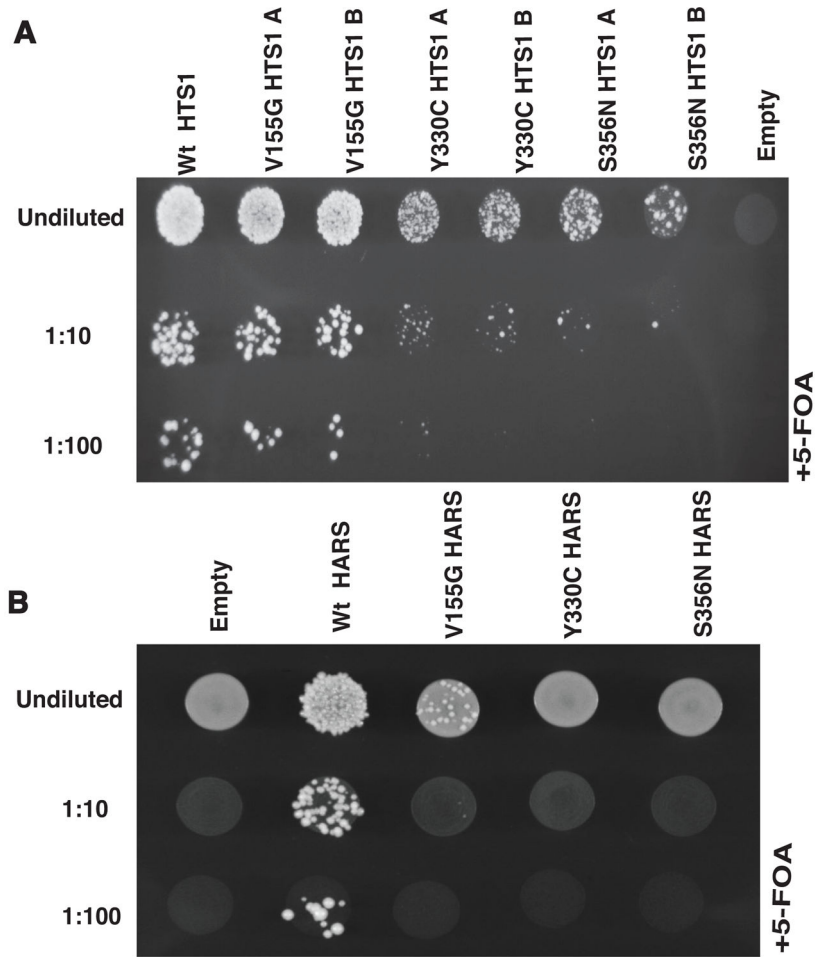 A
Wt HTS1
V155G HTS1 A
V155G HTS1 B
Y330C HTS1 A
Y330C HTS1 B
S356N HTS1 A
S356N HTS1 B
Empty
Undiluted
1:10
1:100
+5-FOA
B
Empty
Wt HARS
V155G HARS
Y330C HARS
S356N HARS
Undiluted
1:10
1:100
+5-FOA